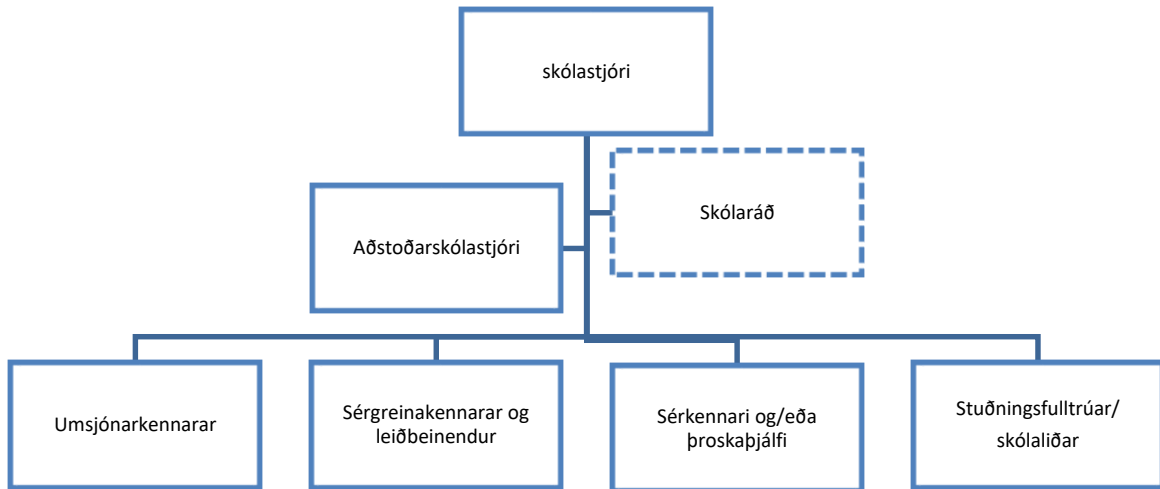 skólastjóri
Skólaráð
Aðstoðarskólastjóri
Umsjónarkennarar
Sérgreinakennarar og
leiðbeinendur
Sérkennari og/eða
þroskaþjálfi
Stuðningsfulltrúar/
skólaliðar